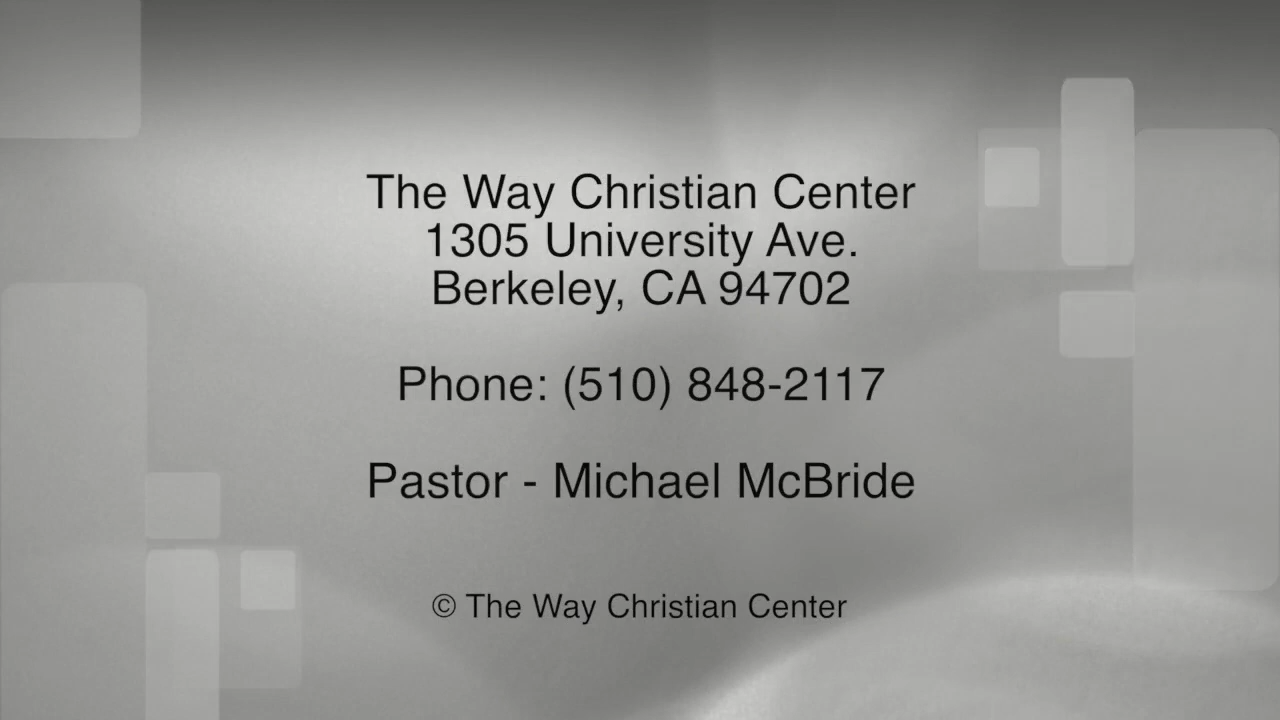 The Way Christian Center
1305 University Ave.
Berkeley, CA 94702
Phone: (510) 848-2117
Pastor - Michael McBride
© The Way Christian Center